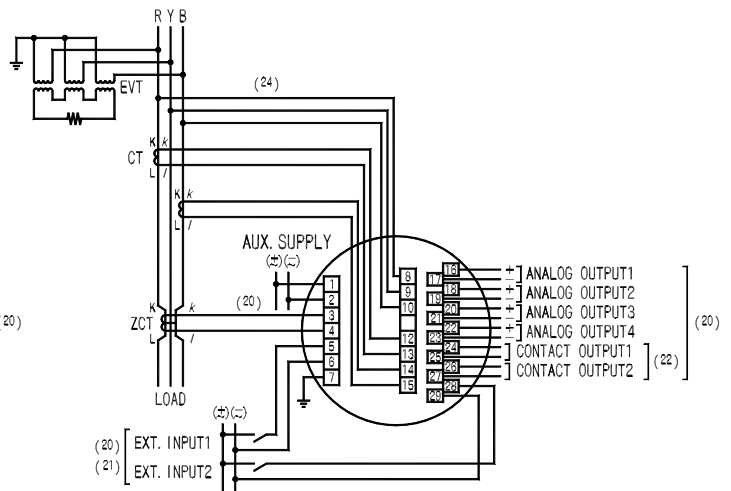 R Y B
EVT
(24)
K k
CT
L l
K k
L l
AUX. SUPPLY
(+)(−)
(20)
K k
ZCT
L l
(20)
LOAD
1
2
3
4
5
6
7
8
9
10
12
13
14
15
16
17
18
19
20
21
22
23
24
25
26
27
28
29
+
− ANALOG OUTPUT1
+
− ANALOG OUTPUT2
+
− ANALOG OUTPUT3
+
− ANALOG OUTPUT4
CONTACT OUTPUT1
CONTACT OUTPUT2
(22)
(20)
(+)(−)
(20) EXT. INPUT1
(21) EXT. INPUT2